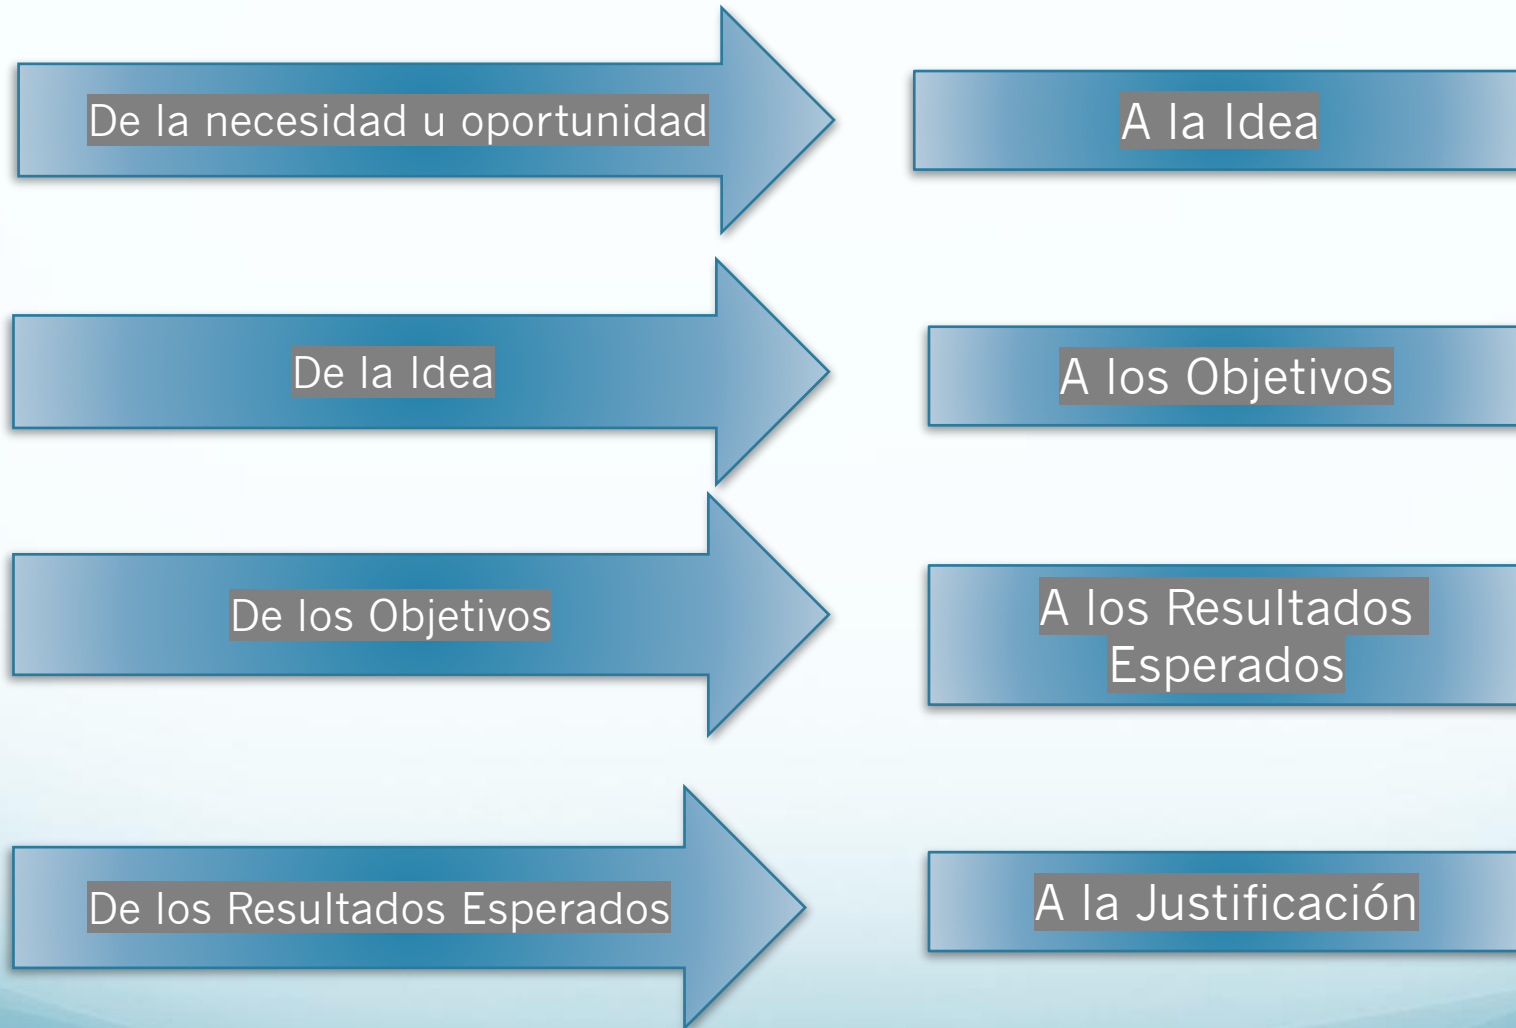 De la necesidad u oportunidad
A la Idea
De la Idea
A los Objetivos
De los Objetivos
A los Resultados
Esperados
De los Resultados Esperados
A la Justificación